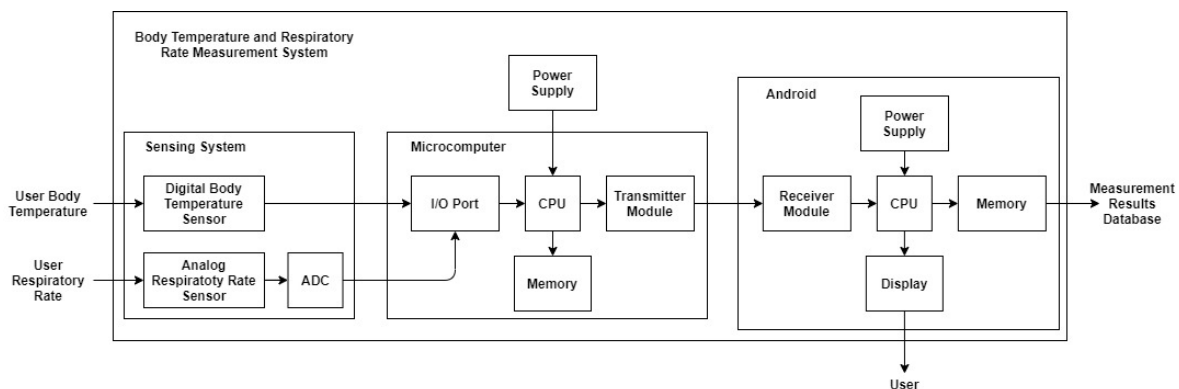 Body Temperature and Respiratory
Rate Measurement System
Power
Supply
Android
Power
Supply
Sensing System
Microcomputer
User Body
Temperature
Digital Body
Temperature
Sensor
I/O Port
CPU
Transmitter
Module
Receiver
Module
CPU
Memory
Measurement
Results
Database
User
Respiratory
Rate
Analog
Respiratoty Rate
Sensor
ADC
Memory
Display
User